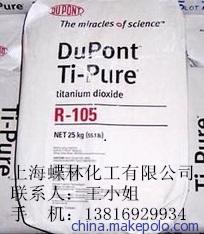 DUPONT
The miracles of science™
DuPont
Ti-Pure®
titanium dioxide
R-105
NET 25 kg (55.1 lb)
上海蝶林化工有限公司
联系人：王小姐
手 机：13816929934
china.makepolo.com